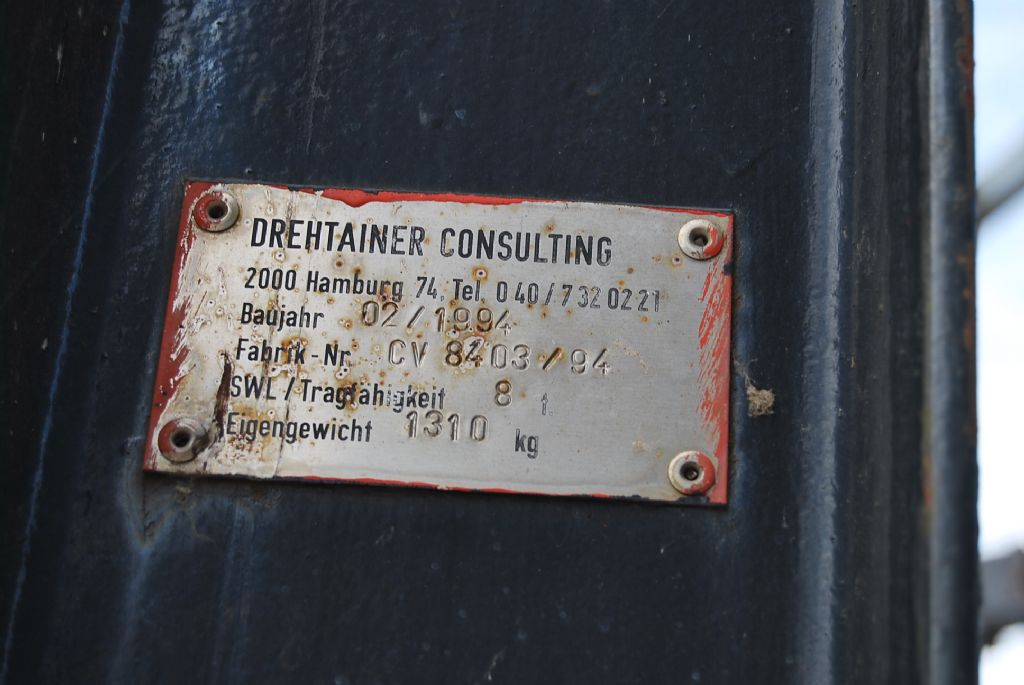 DREHTAINER CONSULTING
2000 Hamburg 74, Tel. 040/7320221
Baujahr 02/1994
Fabrik-Nr CV 8403/94
SWL/Tragfähigkeit 8 t.
Eigengewicht 1310 kg